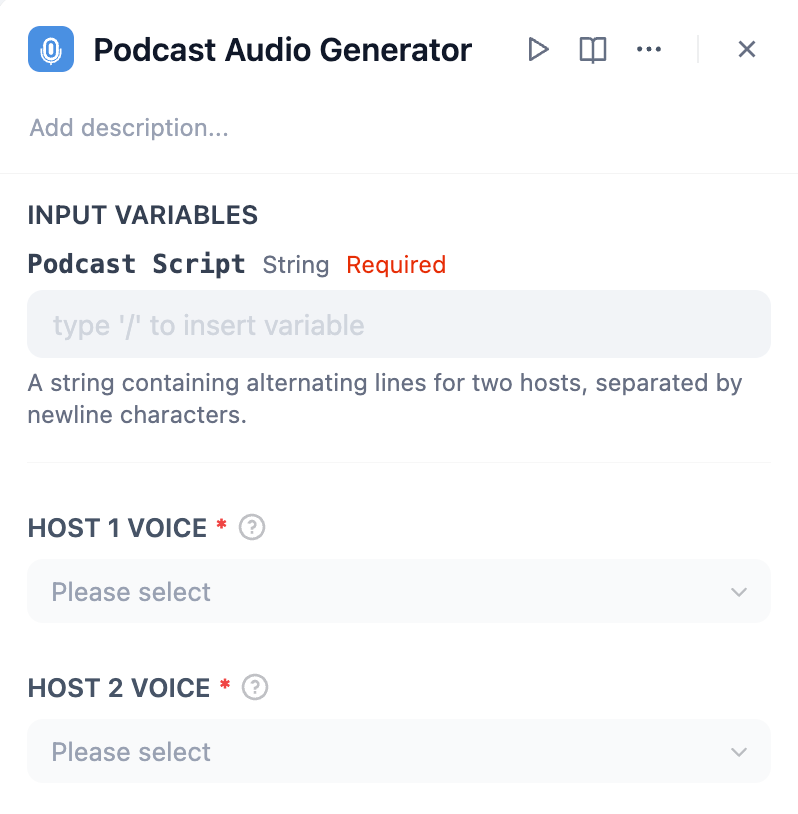 Podcast Audio Generator
Add description...
INPUT VARIABLES
Podcast Script String Required
type '/' to insert variable
A string containing alternating lines for two hosts, separated by
newline characters.
HOST 1 VOICE * ?
Please select
HOST 2 VOICE * ?
Please select